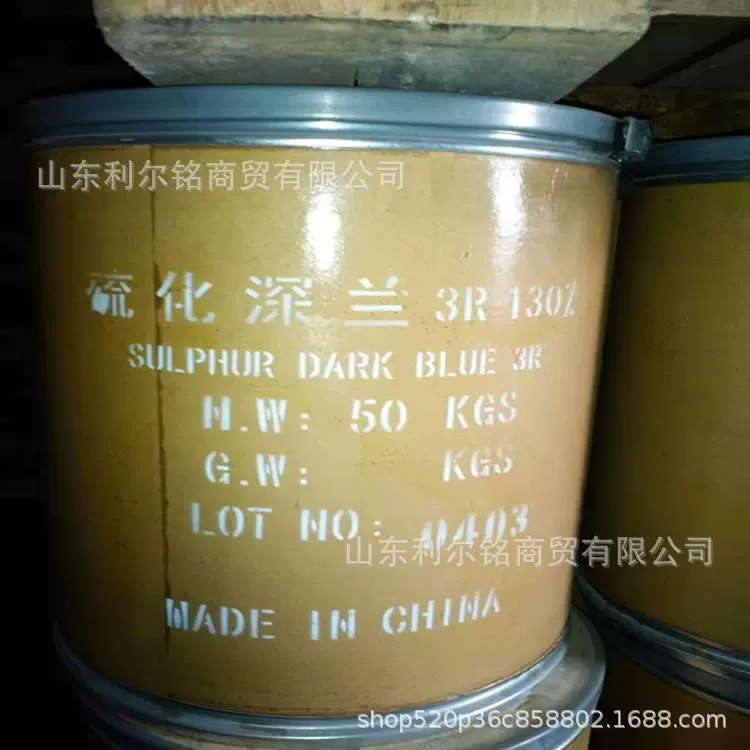 山东利尔铭商贸有限公司
硫化深兰 3R 130%
SULPHUR DARK BLUE 3R
N.W: 50 KGS
G.W: KGS
LOT NO: 0403
山东利尔铭商贸有限公司
MADE IN CHINA
shop520p36c858802.1688.com